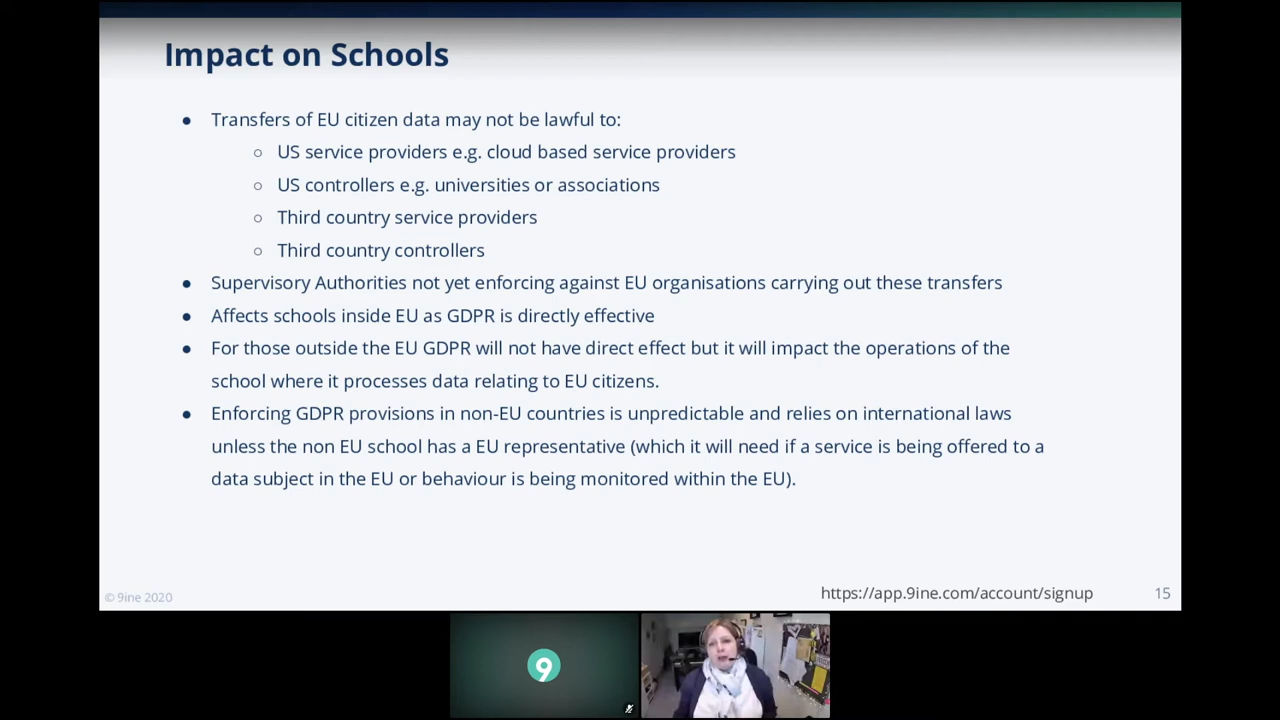 Impact on Schools
● Transfers of EU citizen data may not be lawful to:
○ US service providers e.g. cloud based service providers
○ US controllers e.g. universities or associations
○ Third country service providers
○ Third country controllers
● Supervisory Authorities not yet enforcing against EU organisations carrying out these transfers
● Affects schools inside EU as GDPR is directly effective
● For those outside the EU GDPR will not have direct effect but it will impact the operations of the
school where it processes data relating to EU citizens.
● Enforcing GDPR provisions in non-EU countries is unpredictable and relies on international laws
unless the non EU school has a EU representative (which it will need if a service is being offered to a
data subject in the EU or behaviour is being monitored within the EU).
© 9ine 2020
https://app.9ine.com/account/signup
15
9